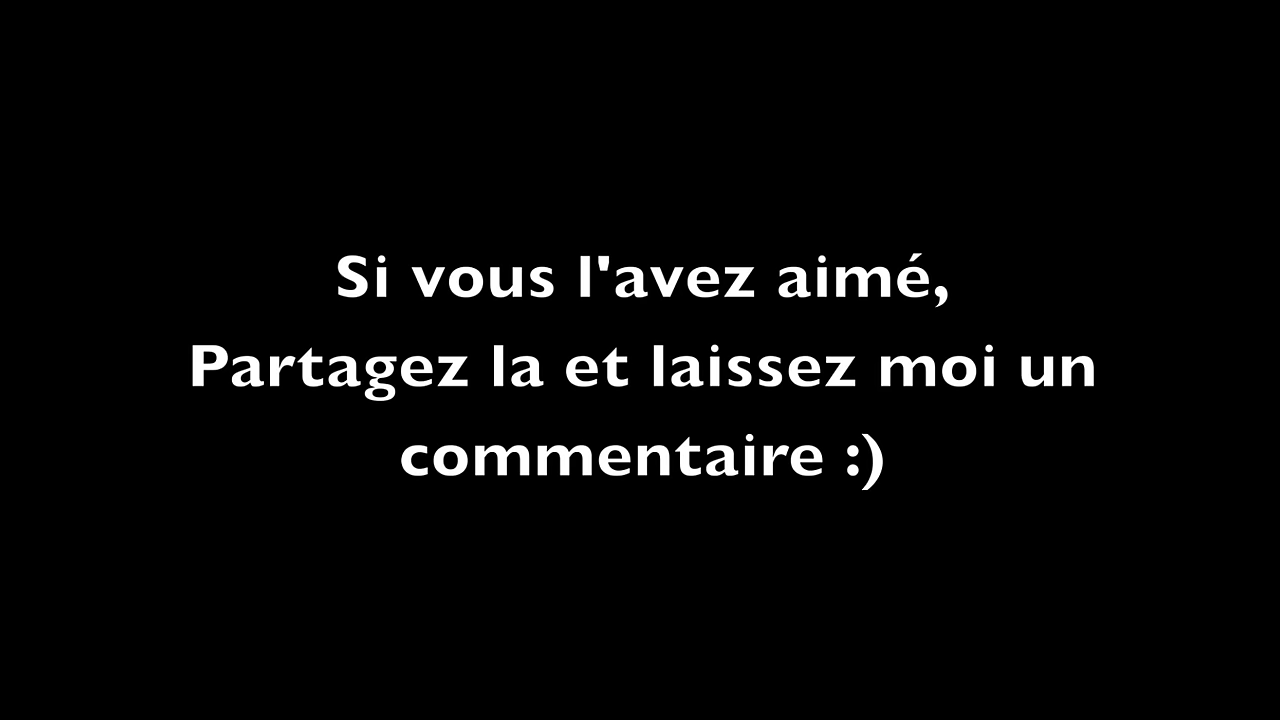 Si vous l'avez aimé,
Partagez la et laissez moi un
commentaire :)